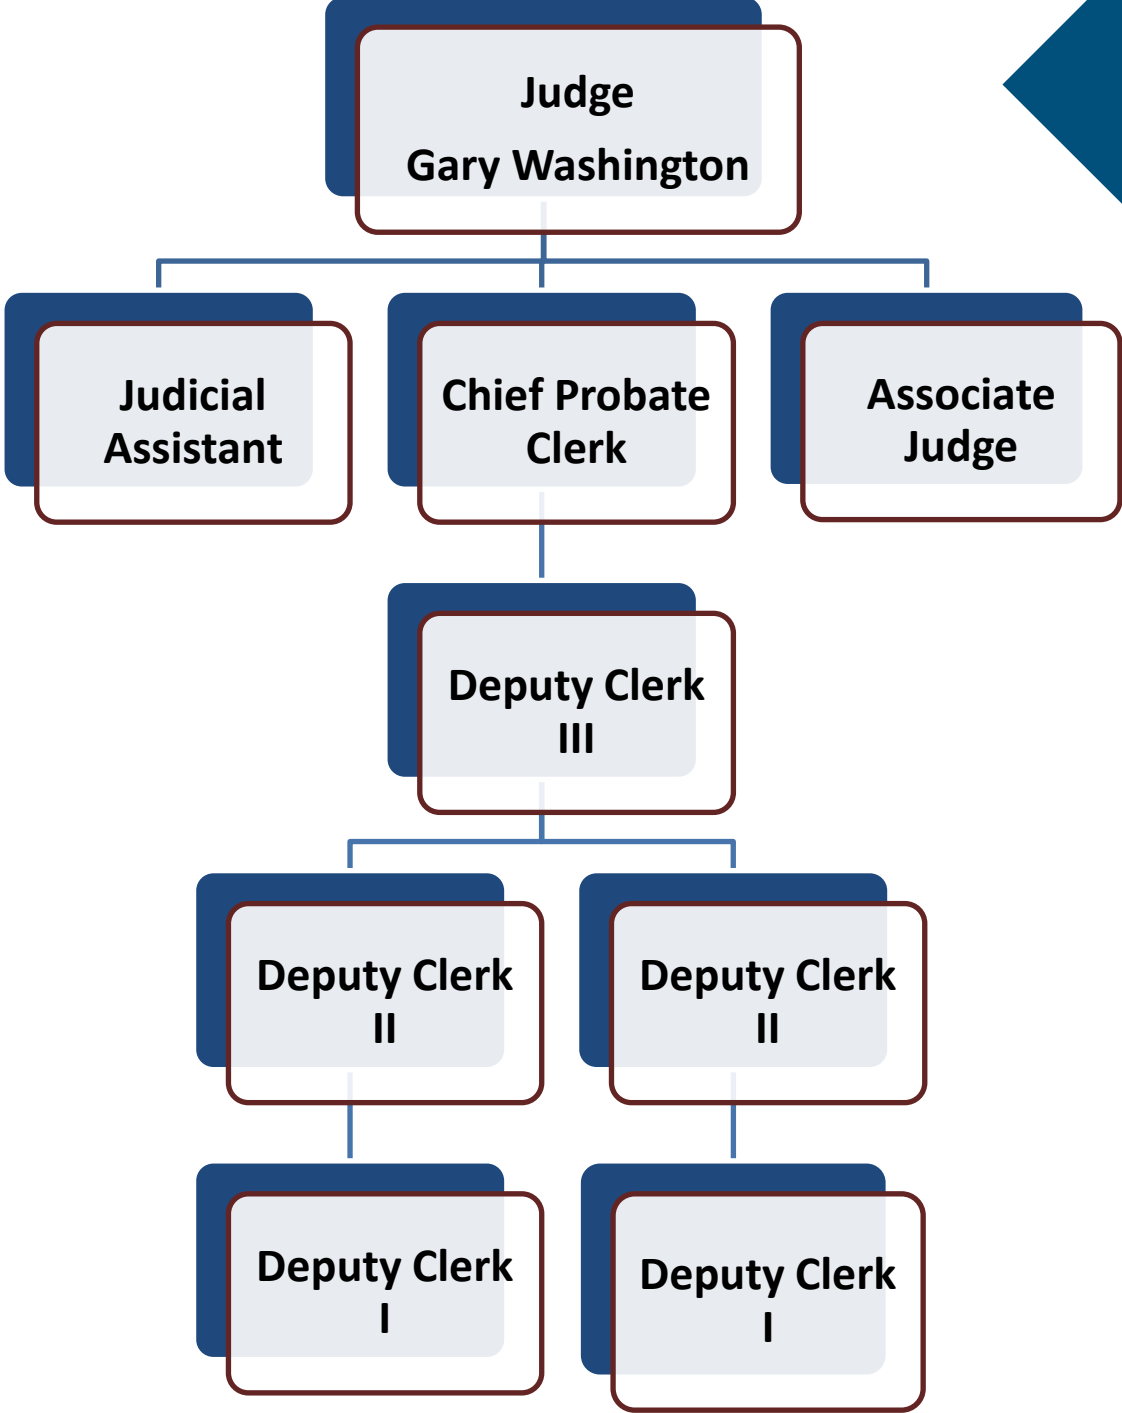 Judge
Gary Washington
Judicial
Assistant
Chief Probate
Clerk
Associate
Judge
Deputy Clerk
III
Deputy Clerk
II
Deputy Clerk
II
Deputy Clerk
I
Deputy Clerk
I